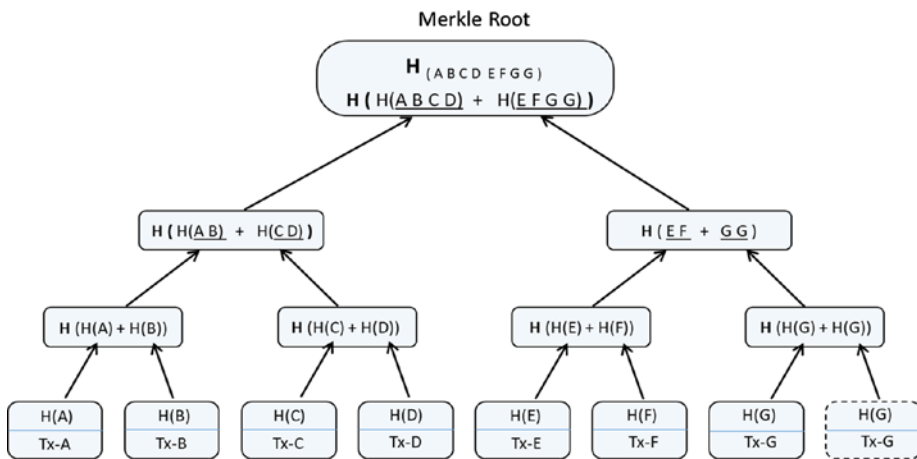 Merkle Root
H (A B C D E F G G)
H ( H(A B C D) + H(E F G G) )
H ( H(A B) + H(C D) )
H ( E F + G G )
H (H(A) + H(B))
H (H(C) + H(D))
H (H(E) + H(F))
H (H(G) + H(G))
H(A)
Tx-A
H(B)
Tx-B
H(C)
Tx-C
H(D)
Tx-D
H(E)
Tx-E
H(F)
Tx-F
H(G)
Tx-G
H(G)
Tx-G